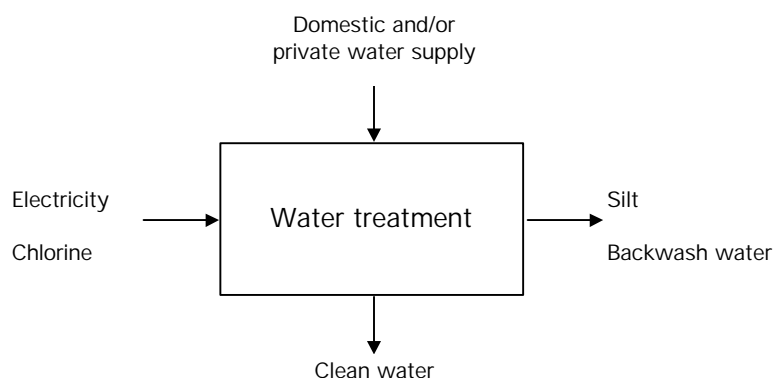 Domestic and/or
private water supply
Electricity
Chlorine
Water treatment
Silt
Backwash water
Clean water